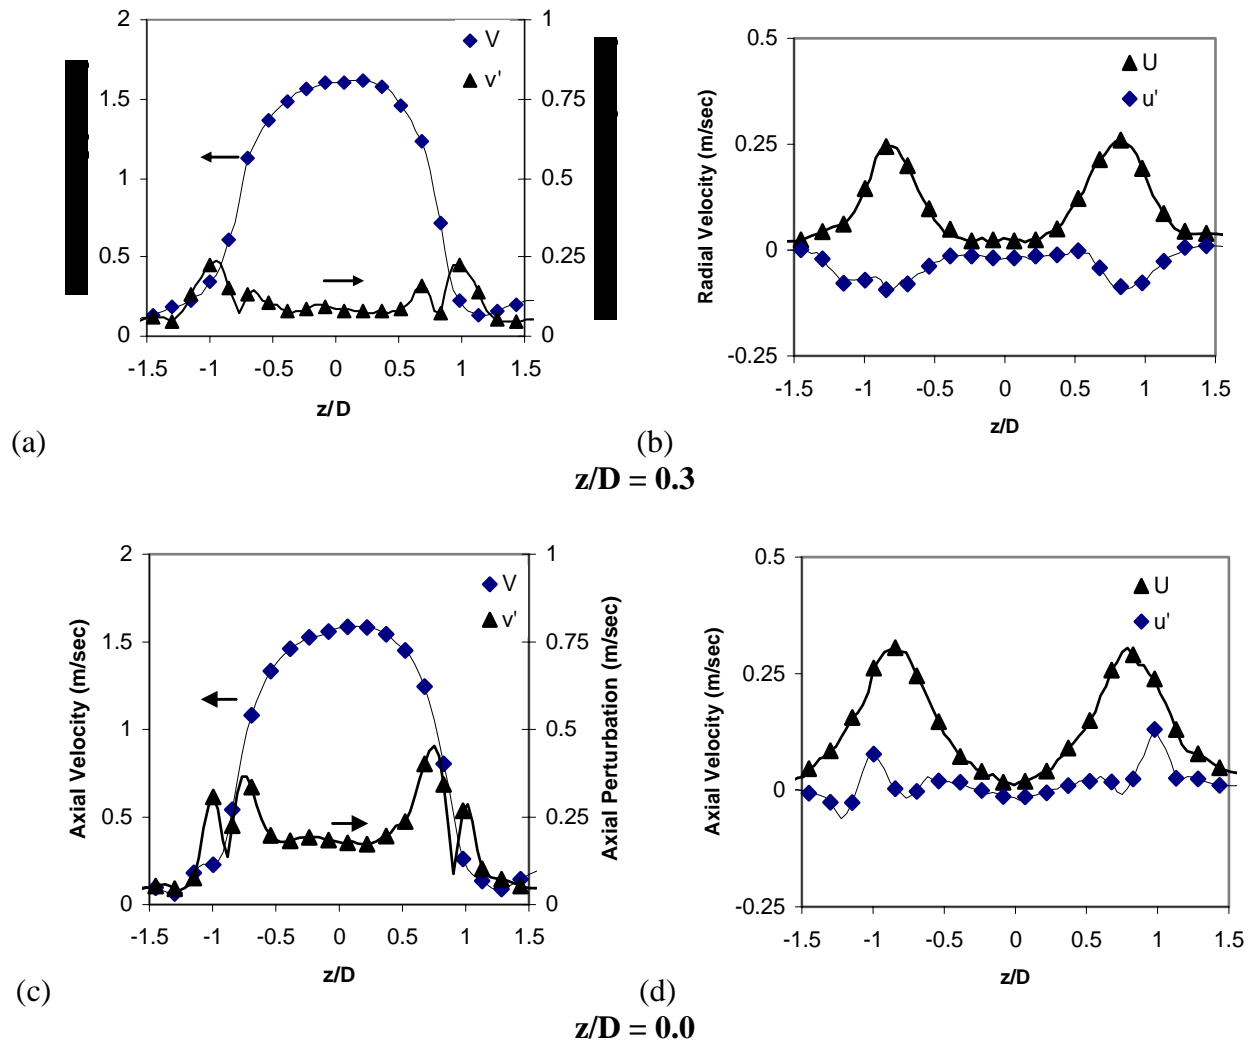 2
1.5
1
0.5
0
1
0.75
0.5
0.25
0
-1.5 -1 -0.5 0 0.5 1 1.5
z/D
V
v'
(a)
Radial Velocity (m/sec)
0.5
0.25
0
-0.25
-1.5 -1 -0.5 0 0.5 1 1.5
z/D
U
u'
(b)
z/D = 0.3
Axial Velocity (m/sec)
2
1.5
1
0.5
0
1
0.75
0.5
0.25
0
Axial Perturbation (m/sec)
-1.5 -1 -0.5 0 0.5 1 1.5
z/D
V
v'
(c)
Axial Velocity (m/sec)
0.5
0.25
0
-0.25
-1.5 -1 -0.5 0 0.5 1 1.5
z/D
U
u'
(d)
z/D = 0.0